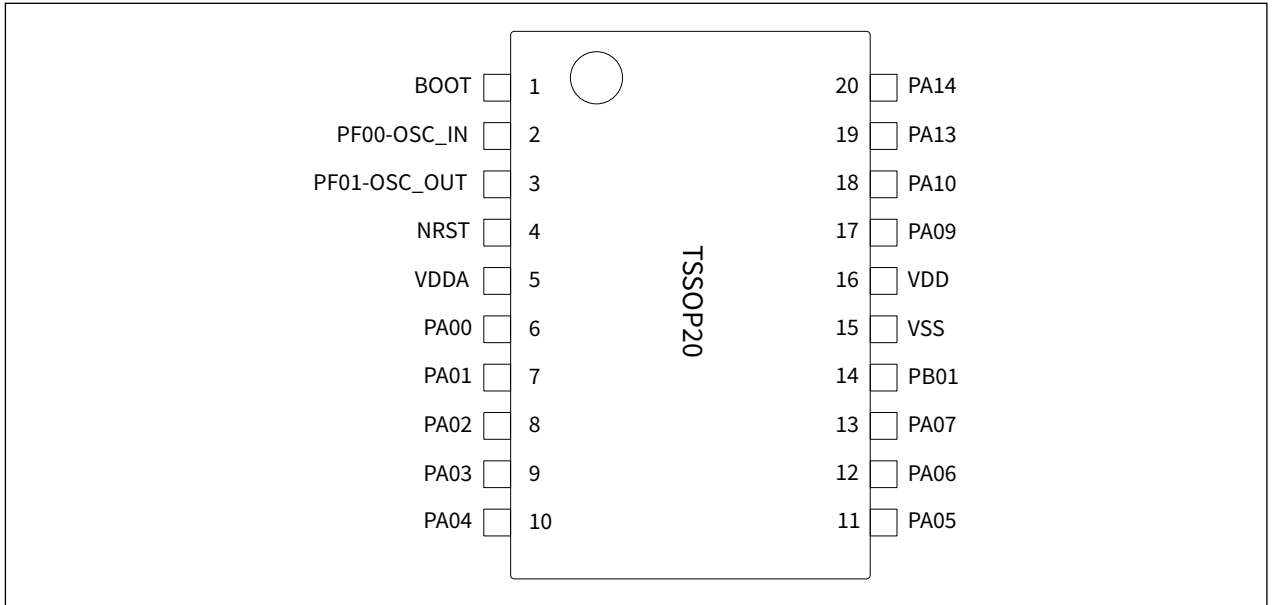 BOOT 1 20 PA14
PF00-OSC_IN 2 19 PA13
PF01-OSC_OUT 3 18 PA10
NRST 4 17 PA09
VDDA 5 16 VDD
PA00 6 15 VSS
PA01 7 14 PB01
PA02 8 13 PA07
PA03 9 12 PA06
PA04 10 11 PA05
TSSOP20